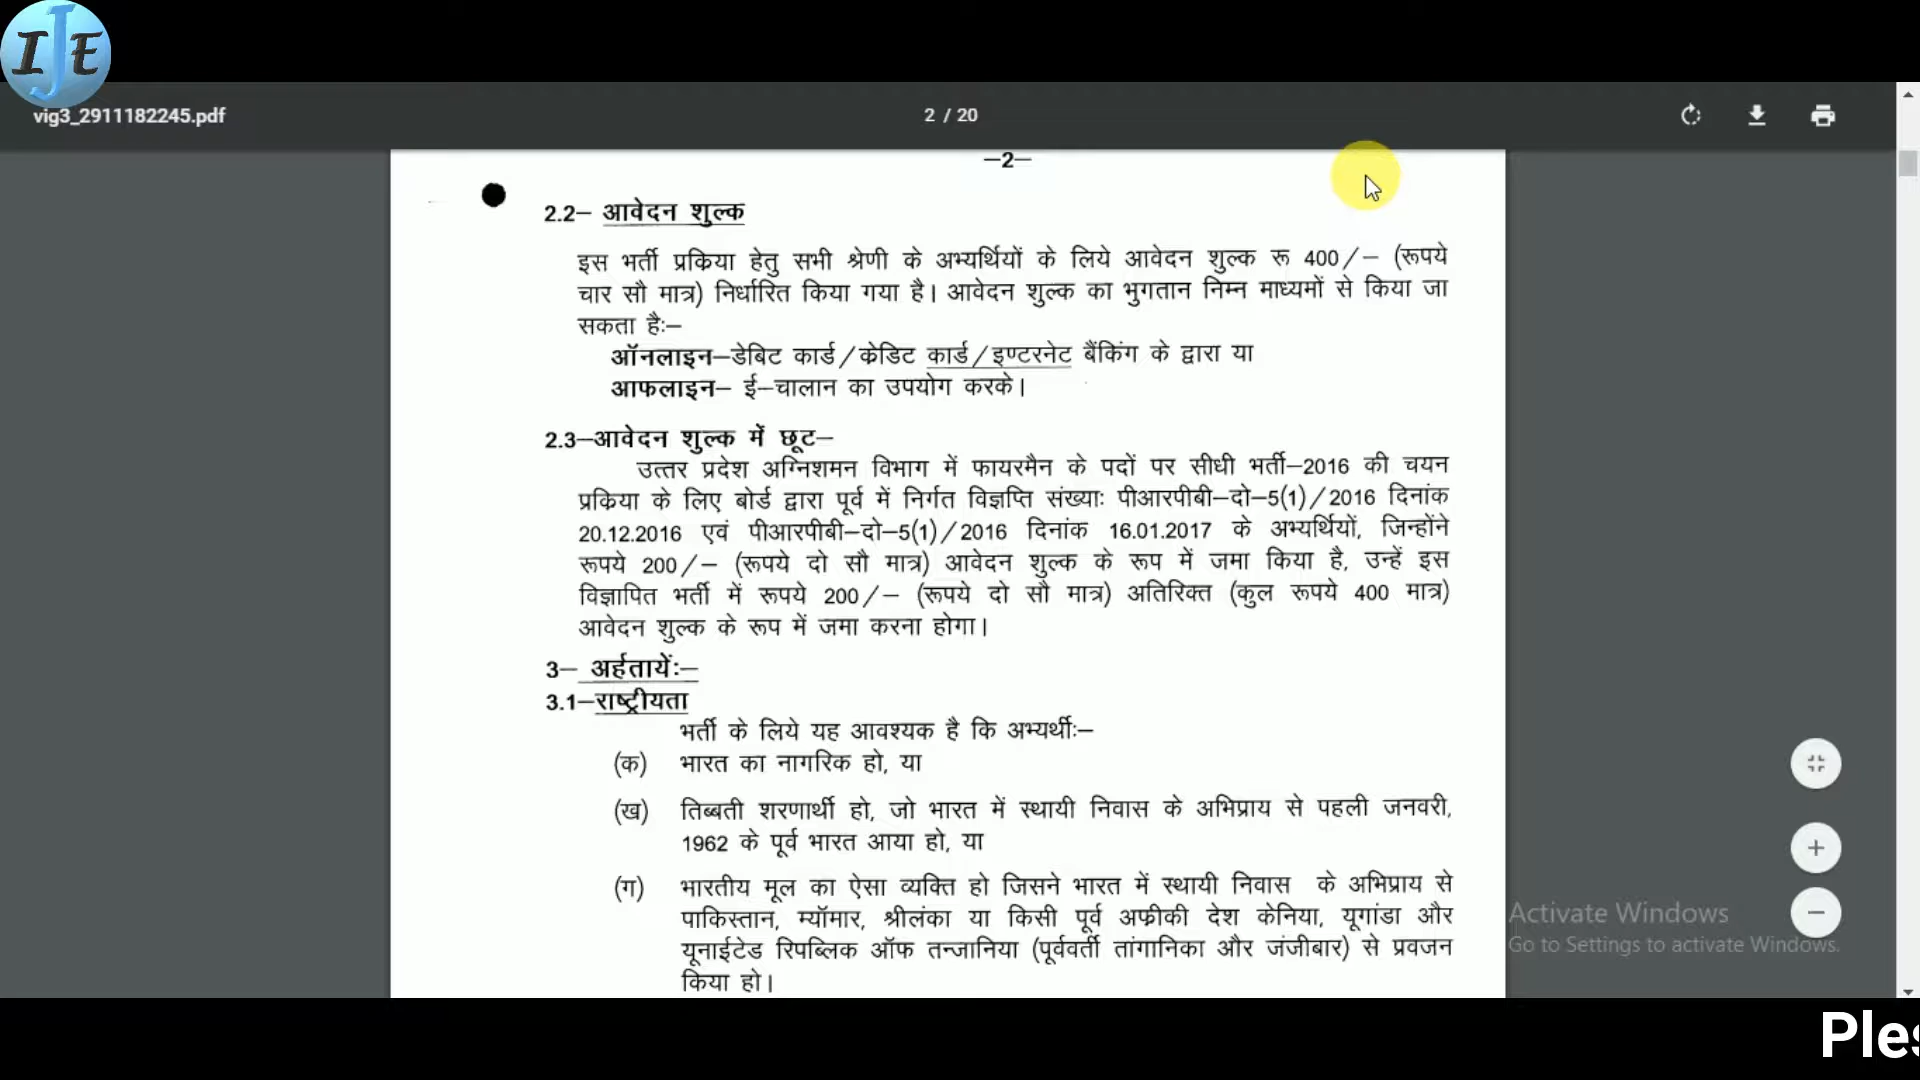 IJE
vig3_2911182245.pdf
2 / 20
—2—
2.2— आवेदन शुल्क
इस भर्ती प्रकिया हेतु सभी श्रेणी के अभ्यर्थियों के लिये आवेदन शुल्क रू 400/— (रूपये
चार सौ मात्र) निर्धारित किया गया है। आवेदन शुल्क का भुगतान निम्न माध्यमों से किया जा
सकता हैः—
ऑनलाइन—डेबिट कार्ड/केडिट कार्ड/इण्टरनेट बैंकिंग के द्वारा या
आफलाइन— ई—चालान का उपयोग करके।
2.3—आवेदन शुल्क में छूट—
उत्तर प्रदेश अग्निशमन विभाग में फायरमैन के पदों पर सीधी भर्ती—2016 की चयन
प्रकिया के लिए बोर्ड द्वारा पूर्व में निर्गत विज्ञप्ति संख्याः पीआरपीबी—दो—5(1)/2016 दिनांक
20.12.2016 एवं पीआरपीबी—दो—5(1)/2016 दिनांक 16.01.2017 के अभ्यर्थियों, जिन्होंने
रूपये 200/— (रूपये दो सौ मात्र) आवेदन शुल्क के रूप में जमा किया है, उन्हें इस
विज्ञापित भर्ती में रूपये 200/— (रूपये दो सौ मात्र) अतिरिक्त (कुल रूपये 400 मात्र)
आवेदन शुल्क के रूप में जमा करना होगा।
3— अर्हतायेंः—
3.1—राष्ट्रीयता
भर्ती के लिये यह आवश्यक है कि अभ्यर्थीः—
(क) भारत का नागरिक हो, या
(ख) तिब्बती शरणार्थी हो, जो भारत में स्थायी निवास के अभिप्राय से पहली जनवरी,
1962 के पूर्व भारत आया हो, या
(ग) भारतीय मूल का ऐसा व्यक्ति हो जिसने भारत में स्थायी निवास के अभिप्राय से
पाकिस्तान, म्यॉमार, श्रीलंका या किसी पूर्व अफ्रीकी देश केनिया, यूगांडा और
यूनाईटेड रिपब्लिक ऑफ तन्जानिया (पूर्ववर्ती तांगानिका और जंजीबार) से प्रवजन
किया हो।
Activate Windows
Go to Settings to activate Windows.
Ples